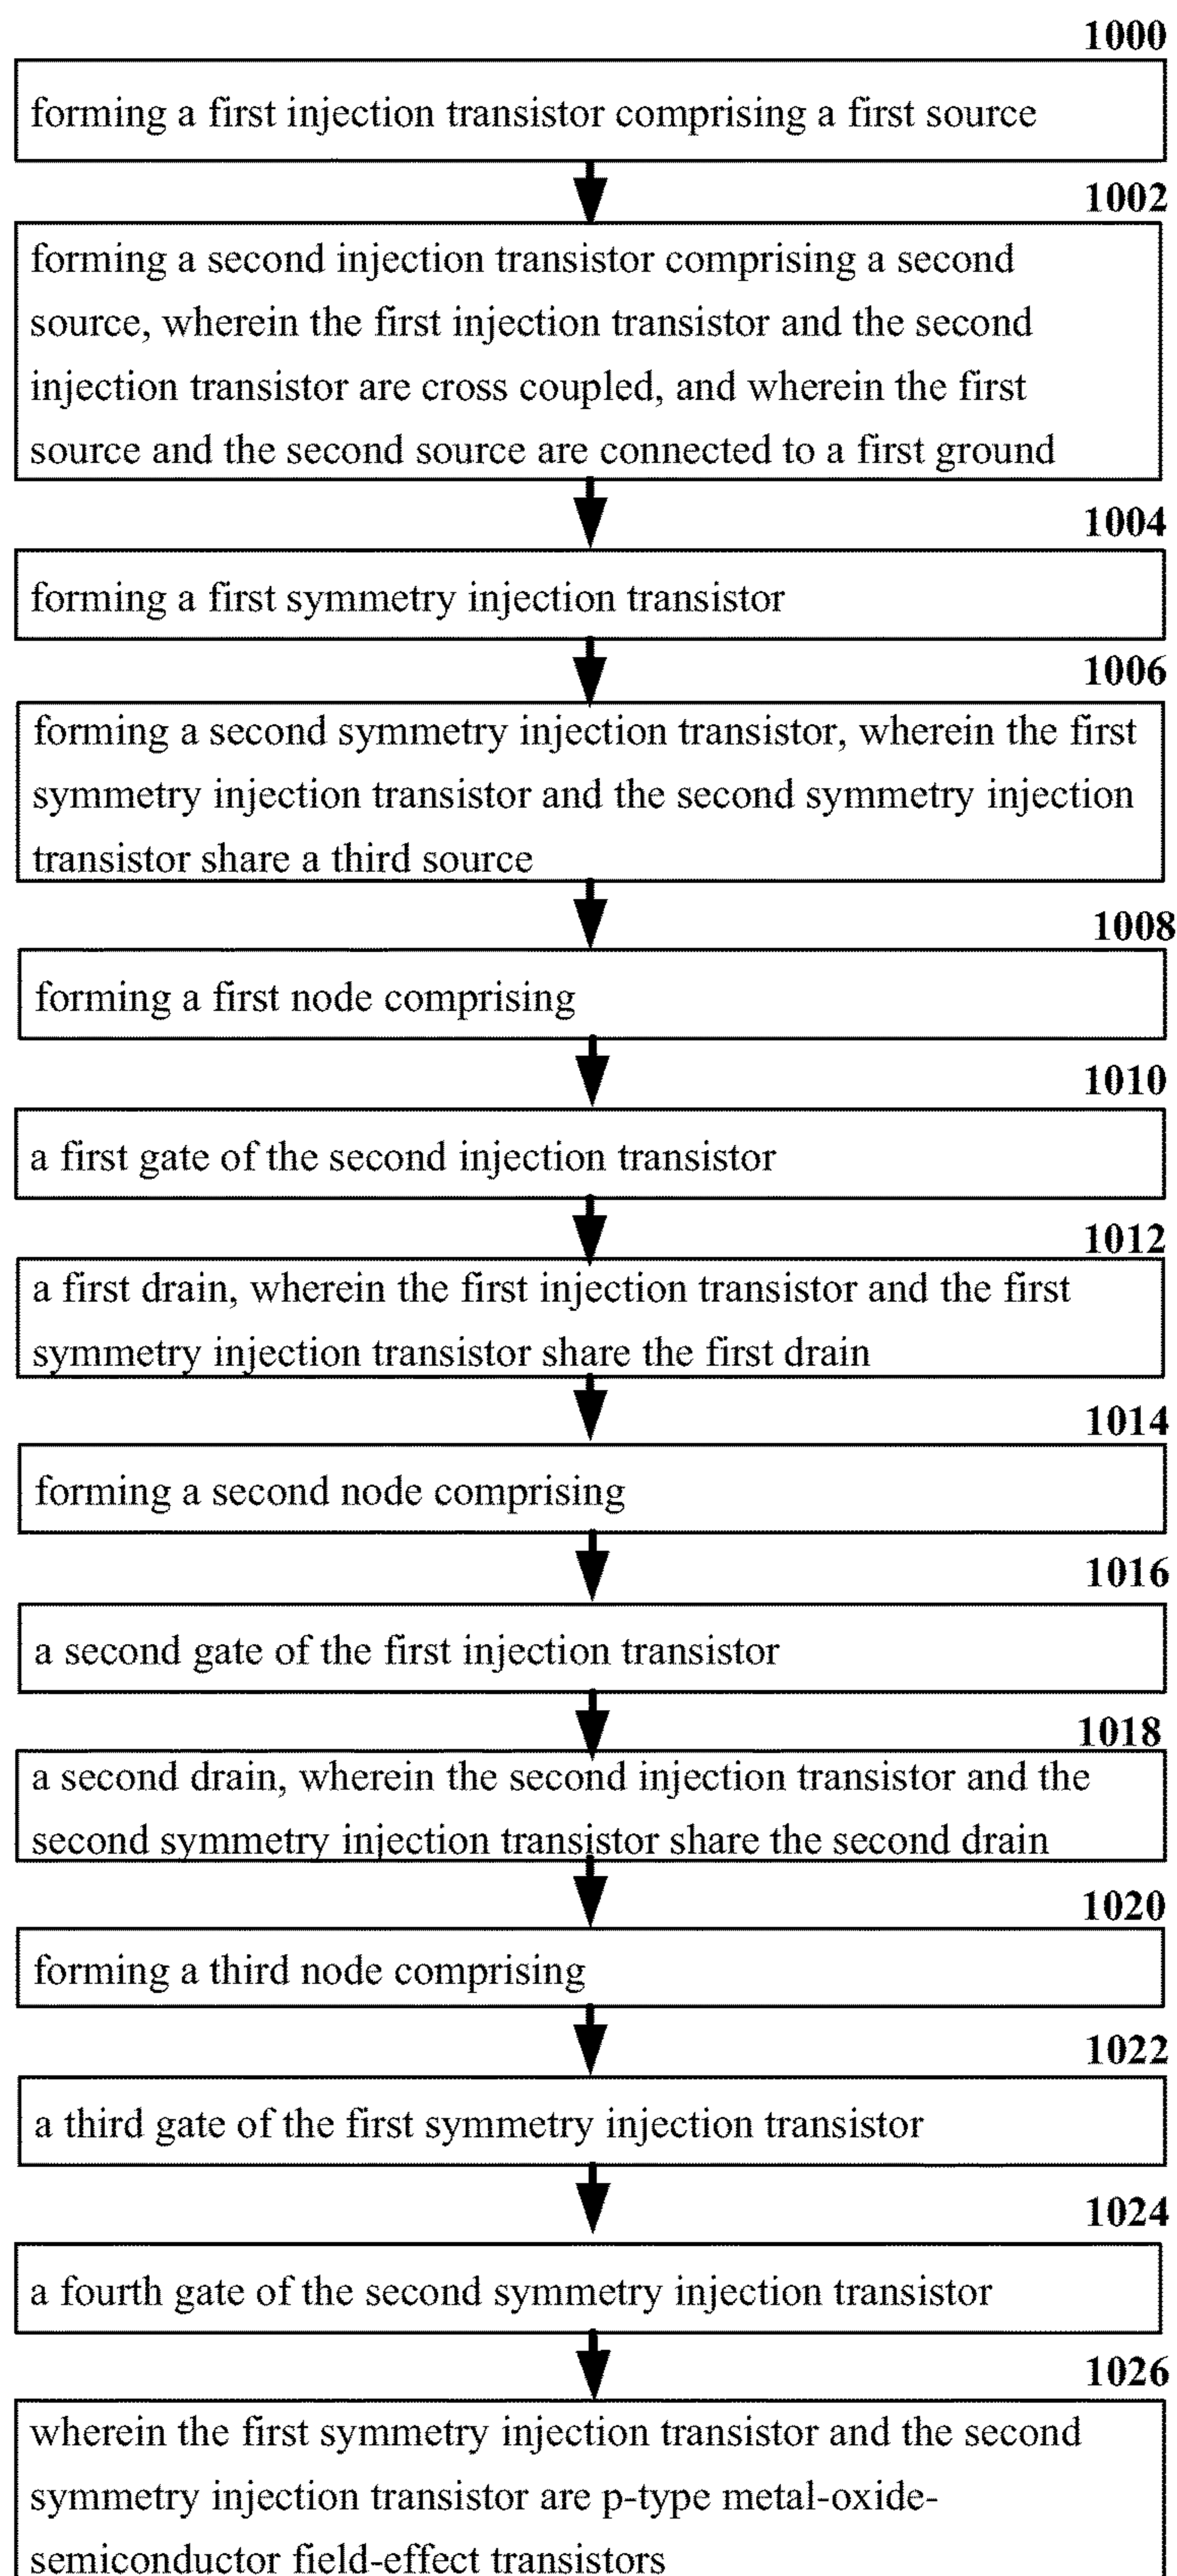 1000
forming a first injection transistor comprising a first source
1002
forming a second injection transistor comprising a second
source, wherein the first injection transistor and the second
injection transistor are cross coupled, and wherein the first
source and the second source are connected to a first ground
1004
forming a first symmetry injection transistor
1006
forming a second symmetry injection transistor, wherein the first
symmetry injection transistor and the second symmetry injection
transistor share a third source
1008
forming a first node comprising
1010
a first gate of the second injection transistor
1012
a first drain, wherein the first injection transistor and the first
symmetry injection transistor share the first drain
1014
forming a second node comprising
1016
a second gate of the first injection transistor
1018
a second drain, wherein the second injection transistor and the
second symmetry injection transistor share the second drain
1020
forming a third node comprising
1022
a third gate of the first symmetry injection transistor
1024
a fourth gate of the second symmetry injection transistor
1026
wherein the first symmetry injection transistor and the second
symmetry injection transistor are p-type metal-oxide-
semiconductor field-effect transistors